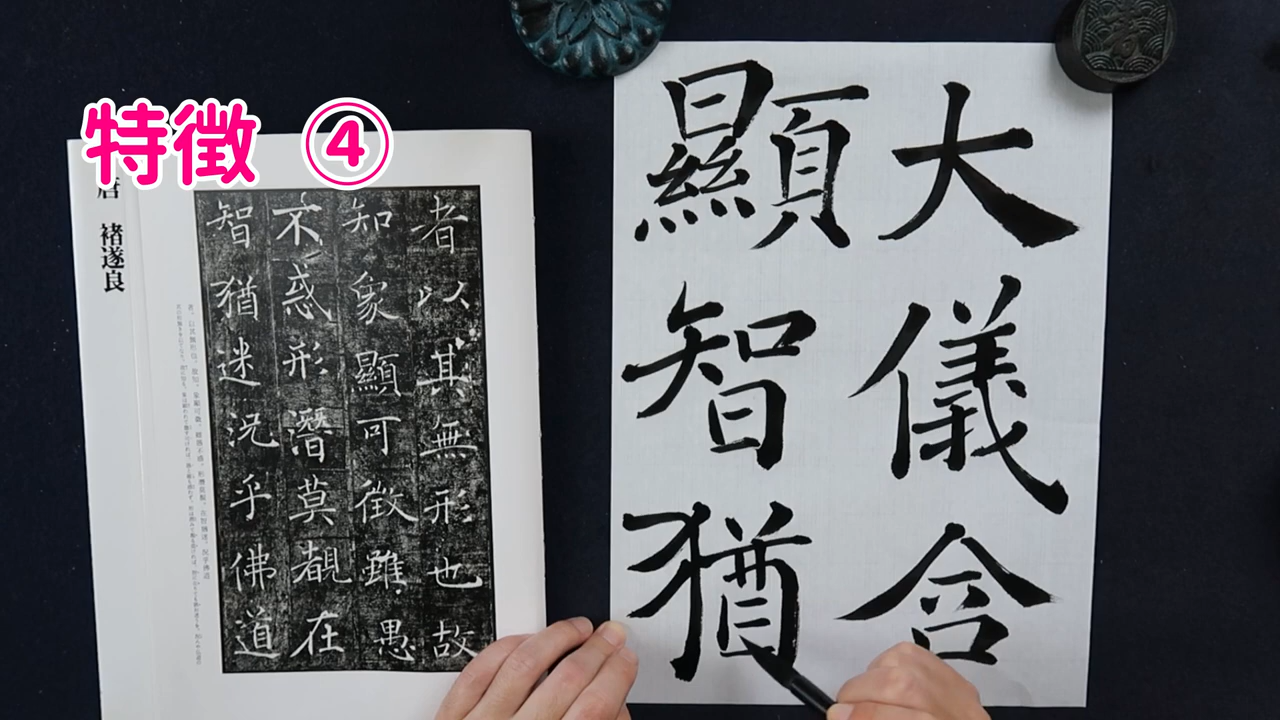 特徴 ④
唐 褚遂良
者以其無形也故
知象顯可徵雖愚
不惑形潛莫覩在
智猶迷況乎佛道
大儀含
顯智猶